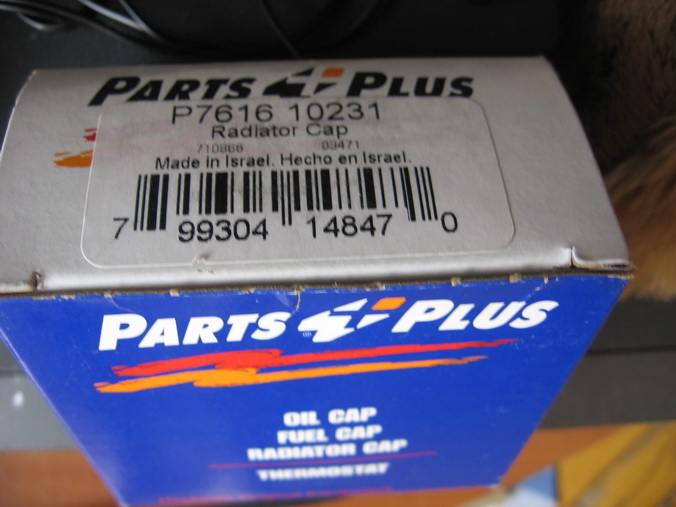 PARTS PLUS
P7616 10231
Radiator Cap
710866 03471
Made in Israel. Hecho en Israel.
7 99304 14847 0
PARTS PLUS
OIL CAP
FUEL CAP
RADIATOR CAP
THERMOSTAT